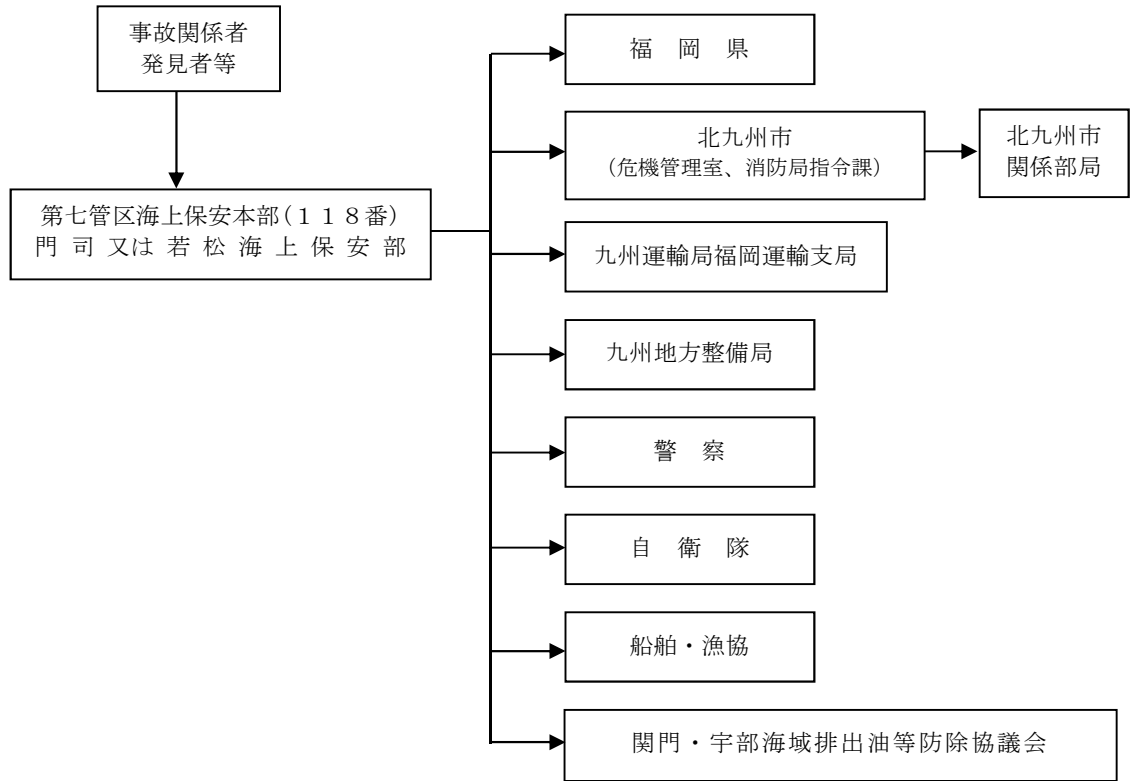 事故関係者
発見者等
第七管区海上保安本部(118番)
門司又は若松海上保安部
福岡県
北九州市
(危機管理室、消防局指令課)
北九州市
関係部局
九州運輸局福岡運輸支局
九州地方整備局
警察
自衛隊
船舶・漁協
関門・宇部海域排出油等防除協議会